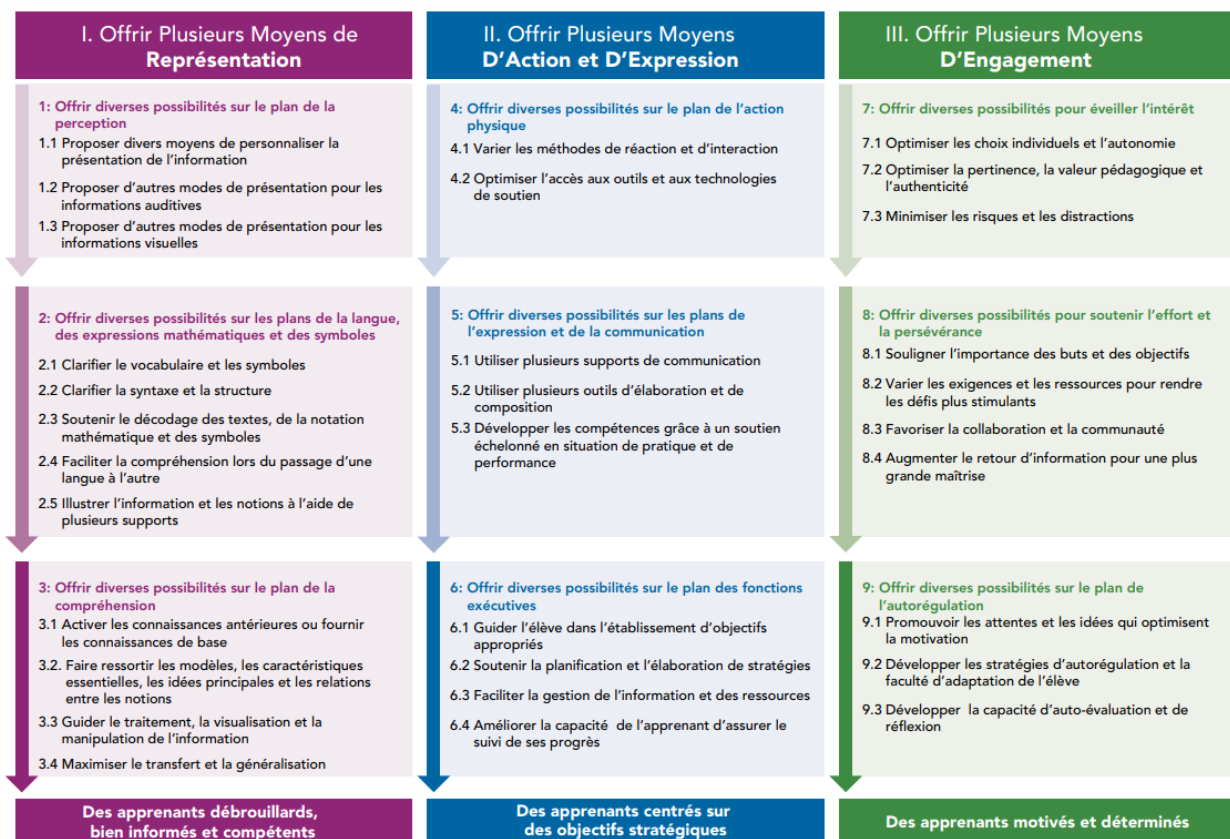 I. Offrir Plusieurs Moyens de
Représentation
1: Offrir diverses possibilités sur le plan de la
perception
1.1 Proposer divers moyens de personnaliser la
présentation de l'information
1.2 Proposer d'autres modes de présentation pour les
informations auditives
1.3 Proposer d'autres modes de présentation pour les
informations visuelles
2: Offrir diverses possibilités sur les plans de la langue,
des expressions mathématiques et des symboles
2.1 Clarifier le vocabulaire et les symboles
2.2 Clarifier la syntaxe et la structure
2.3 Soutenir le décodage des textes, de la notation
mathématique et des symboles
2.4 Faciliter la compréhension lors du passage d'une
langue à l'autre
2.5 Illustrer l'information et les notions à l'aide de
plusieurs supports
3: Offrir diverses possibilités sur le plan de la
compréhension
3.1 Activer les connaissances antérieures ou fournir
les connaissances de base
3.2. Faire ressortir les modèles, les caractéristiques
essentielles, les idées principales et les relations
entre les notions
3.3 Guider le traitement, la visualisation et la
manipulation de l'information
3.4 Maximiser le transfert et la généralisation
Des apprenants débrouillards,
bien informés et compétents
II. Offrir Plusieurs Moyens
D'Action et D'Expression
4: Offrir diverses possibilités sur le plan de l'action
physique
4.1 Varier les méthodes de réaction et d'interaction
4.2 Optimiser l'accès aux outils et aux technologies
de soutien
5: Offrir diverses possibilités sur les plans de
l'expression et de la communication
5.1 Utiliser plusieurs supports de communication
5.2 Utiliser plusieurs outils d'élaboration et de
composition
5.3 Développer les compétences grâce à un soutien
échelonné en situation de pratique et de
performance
6: Offrir diverses possibilités sur le plan des fonctions
exécutives
6.1 Guider l'élève dans l'établissement d'objectifs
appropriés
6.2 Soutenir la planification et l'élaboration de stratégies
6.3 Faciliter la gestion de l'information et des ressources
6.4 Améliorer la capacité de l'apprenant d'assurer le
suivi de ses progrès
Des apprenants centrés sur
des objectifs stratégiques
III. Offrir Plusieurs Moyens
D'Engagement
7: Offrir diverses possibilités pour éveiller l'intérêt
7.1 Optimiser les choix individuels et l'autonomie
7.2 Optimiser la pertinence, la valeur pédagogique et
l'authenticité
7.3 Minimiser les risques et les distractions
8: Offrir diverses possibilités pour soutenir l'effort et
la persévérance
8.1 Souligner l'importance des buts et des objectifs
8.2 Varier les exigences et les ressources pour rendre
les défis plus stimulants
8.3 Favoriser la collaboration et la communauté
8.4 Augmenter le retour d'information pour une plus
grande maîtrise
9: Offrir diverses possibilités sur le plan de
l'autorégulation
9.1 Promouvoir les attentes et les idées qui optimisent
la motivation
9.2 Développer les stratégies d'autorégulation et la
faculté d'adaptation de l'élève
9.3 Développer la capacité d'auto-évaluation et de
réflexion
Des apprenants motivés et déterminés